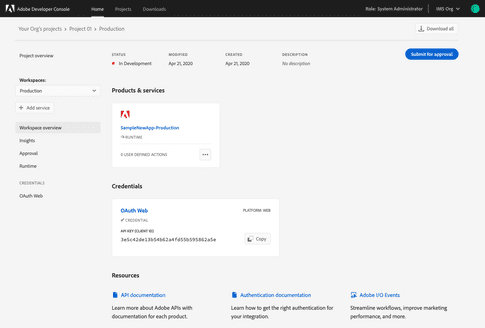 Adobe Developer Console
Home
Projects
Downloads
Role: System Administrator
IMS Org
Your Org's projects > Project 01 > Production
Download all
Project overview
STATUS
MODIFIED
CREATED
DESCRIPTION
In Development
Apr 21, 2020
Apr 21, 2020
No description
Submit for approval
Workspaces:
Production
Add service
Workspace overview
Insights
Approval
Runtime
CREDENTIALS
OAuth Web
Products & services
SampleNewApp-Production
RUNTIME
0 USER DEFINED ACTIONS
Credentials
OAuth Web
PLATFORM: WEB
CREDENTIAL
API KEY (CLIENT ID)
Copy
Resources
API documentation
Learn more about Adobe APIs with
documentation for each product.
Authentication documentation
Learn how to get the right authentication for
your integration.
Adobe I/O Events
Streamline workflows, improve marketing
performance, and more.